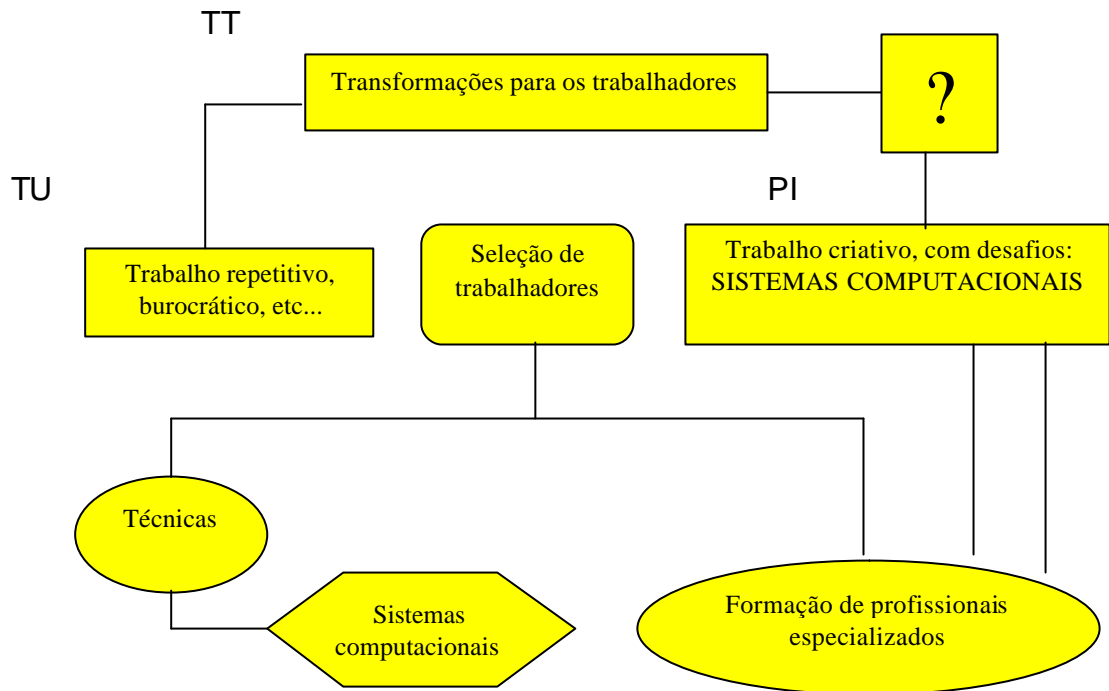 TT
Transformações para os trabalhadores
?
TU
PI
Trabalho repetitivo,
burocrático, etc...
Seleção de
trabalhadores
Trabalho criativo, com desafios:
SISTEMAS COMPUTACIONAIS
Técnicas
Sistemas
computacionais
Formação de profissionais
especializados